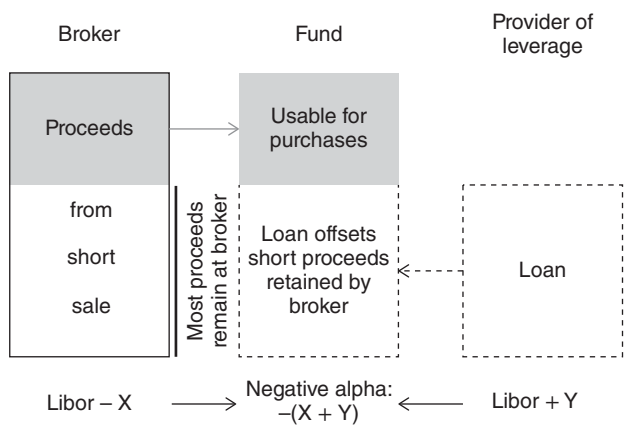 Broker
Fund
Provider of
leverage
Proceeds
from
short
sale
Most proceeds
remain at broker
Usable for
purchases
Loan offsets
short proceeds
retained by
broker
Loan
Libor – X
Negative alpha:
–(X + Y)
Libor + Y